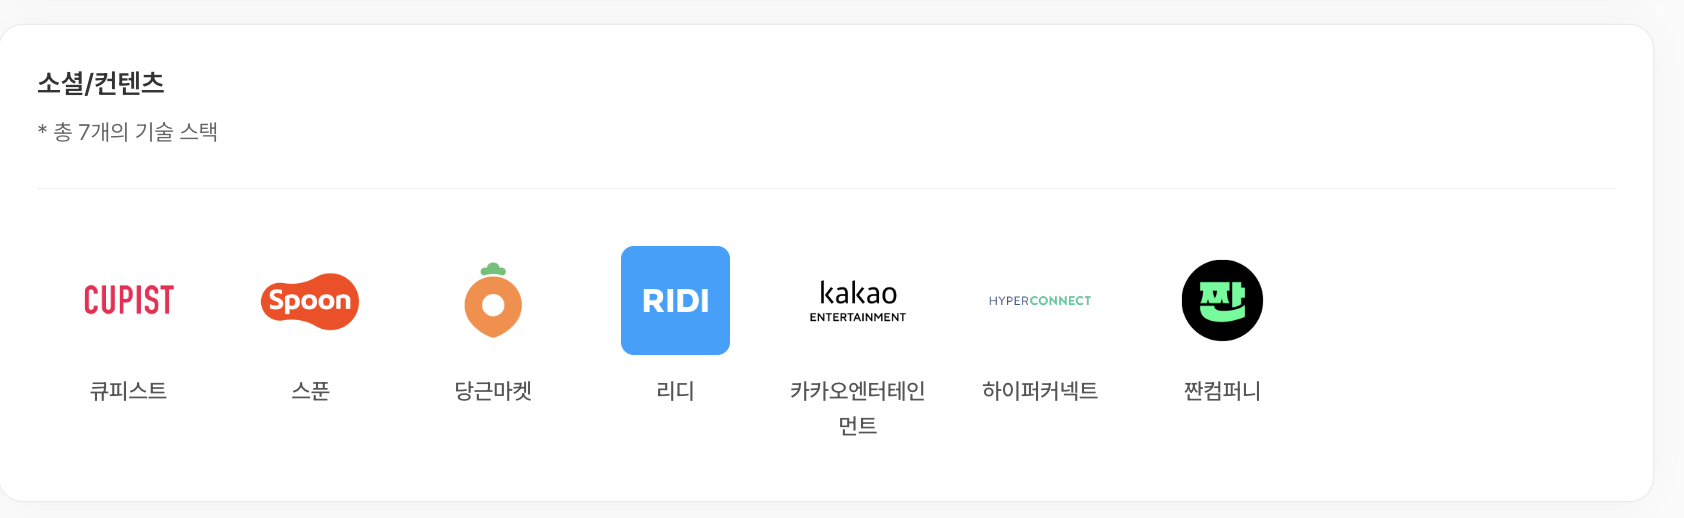 소셜/컨텐츠
* 총 7개의 기술 스택
CUPIST
Spoon
RIDI
kakao
ENTERTAINMENT
HYPERCONNECT
짠
큐피스트
스푼
당근마켓
리디
카카오엔터테인
먼트
하이퍼커넥트
짠컴퍼니